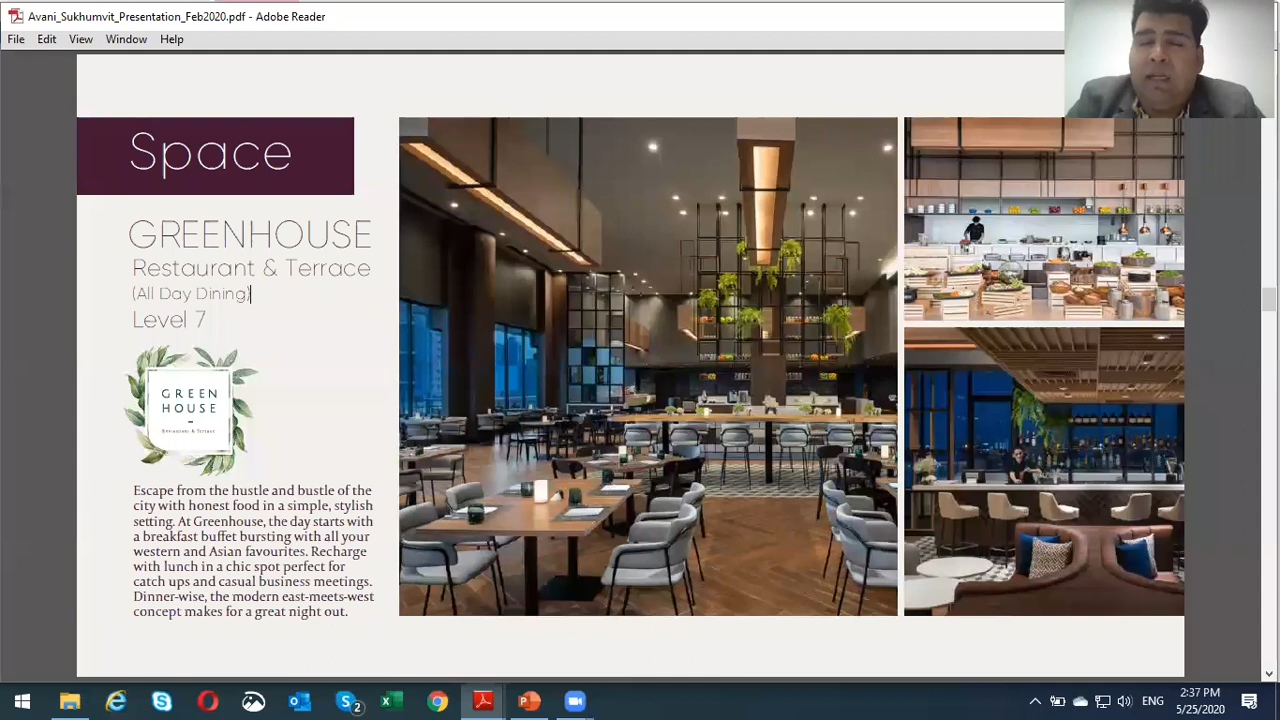 Avani_Sukhumvit_Presentation_Feb2020.pdf - Adobe Reader
File Edit View Window Help
Space
GREENHOUSE
Restaurant & Terrace
(All Day Dining)
Level 7
GREEN
HOUSE
Restaurant & Terrace
Escape from the hustle and bustle of the
city with honest food in a simple, stylish
setting. At Greenhouse, the day starts with
a breakfast buffet bursting with all your
western and Asian favourites. Recharge
with lunch in a chic spot perfect for
catch ups and casual business meetings.
Dinner-wise, the modern east-meets-west
concept makes for a great night out.
2
ENG
2:37 PM
5/25/2020